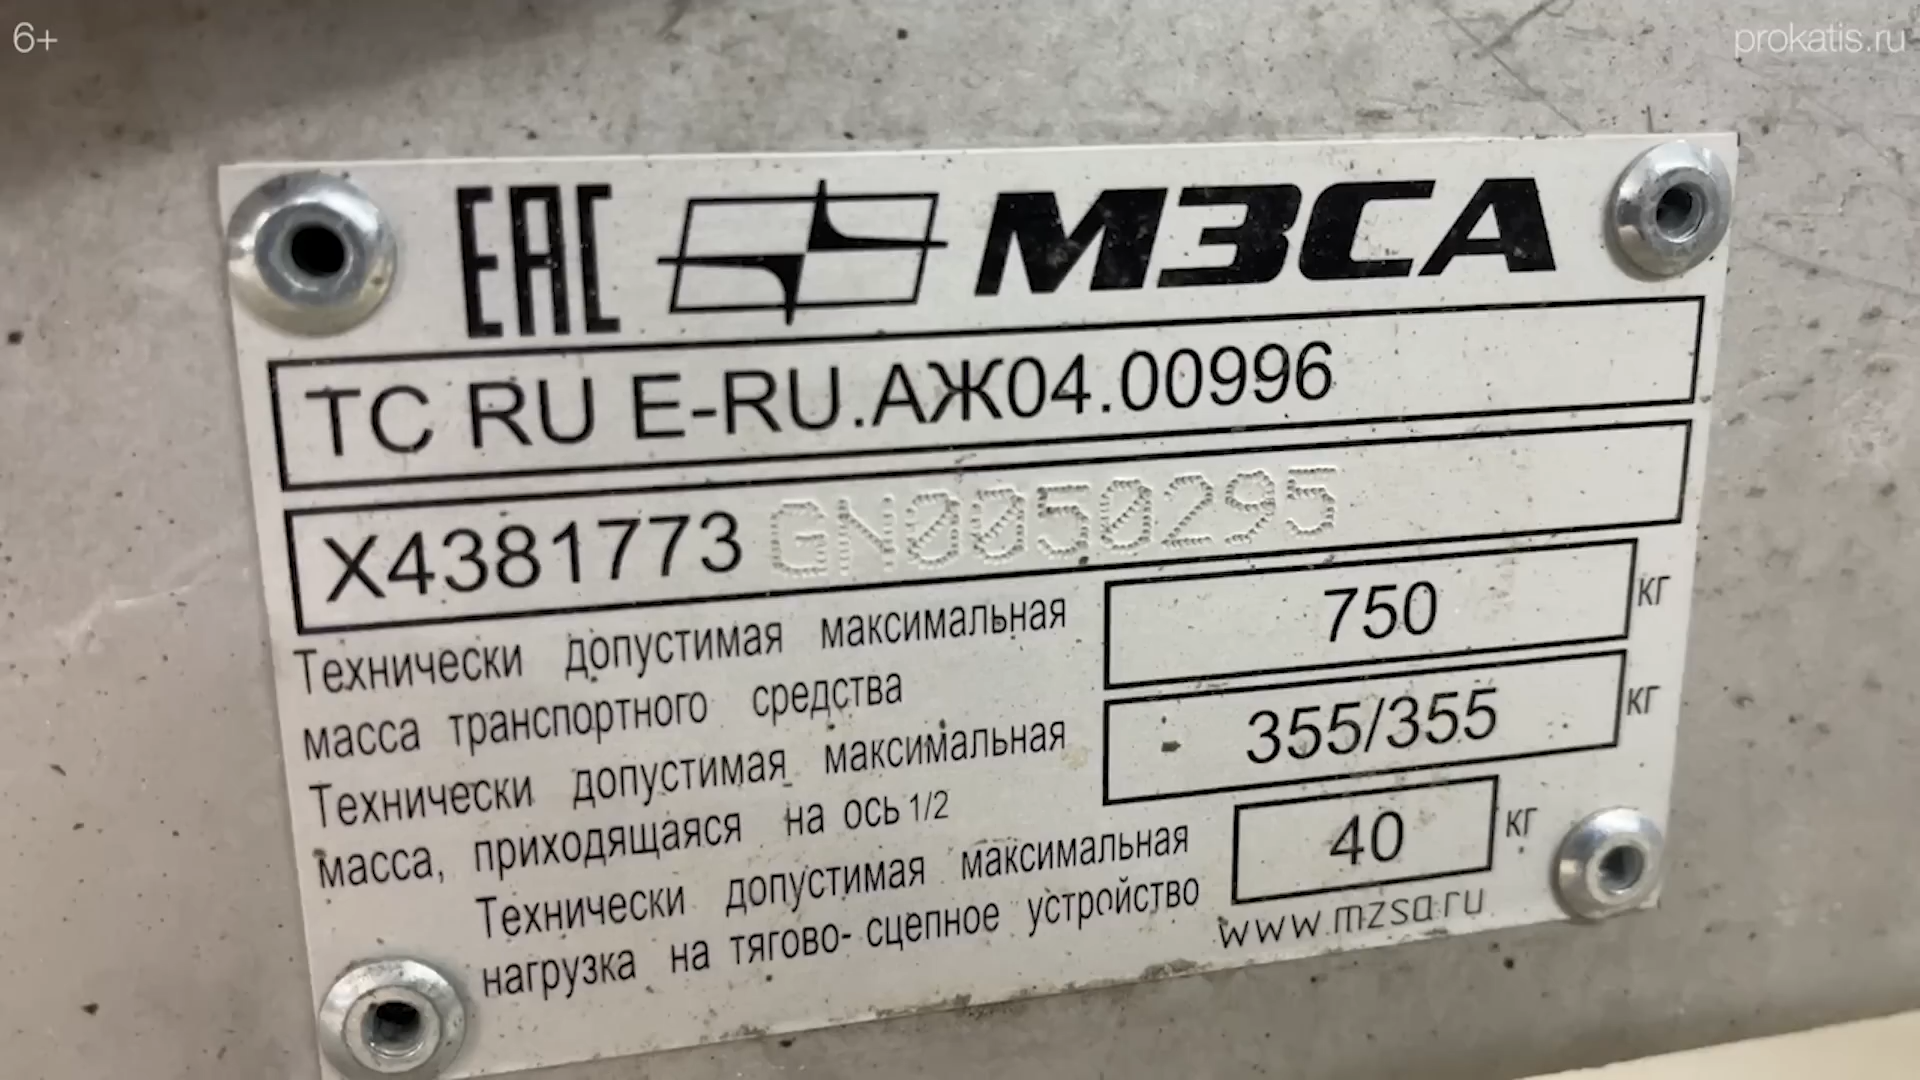 6+
prokatis.ru
ЕАС МЗСА
ТС RU E-RU.АЖ04.00996
X4381773GN0050295
Технически допустимая максимальная
масса транспортного средства
750 кг
Технически допустимая максимальная
масса, приходящаяся на ось 1/2
355/355 кг
Технически допустимая максимальная
нагрузка на тягово-сцепное устройство
40 кг
www.mzsa.ru